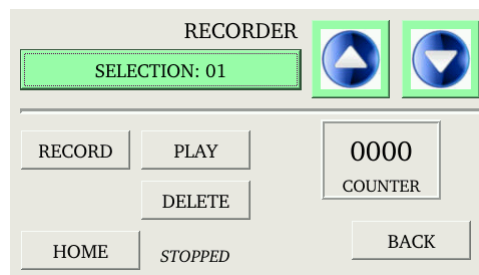 RECORDER
SELECTION: 01
RECORD
PLAY
0000
COUNTER
DELETE
HOME
STOPPED
BACK